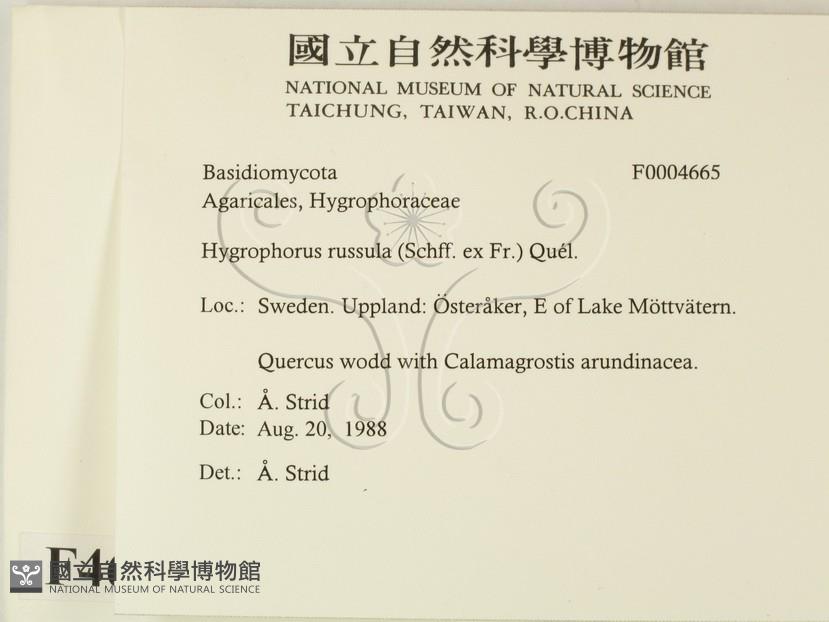 國立自然科學博物館
NATIONAL MUSEUM OF NATURAL SCIENCE
TAICHUNG, TAIWAN, R.O.CHINA
Basidiomycota F0004665
Agaricales, Hygrophoraceae
Hygrophorus russula (Schff. ex Fr.) Quél.
Loc.: Sweden. Uppland: Österåker, E of Lake Möttvätern.
Quercus wodd with Calamagrostis arundinacea.
Col.: Å. Strid
Date: Aug. 20, 1988
Det.: Å. Strid
國立自然科學博物館
NATIONAL MUSEUM OF NATURAL SCIENCE